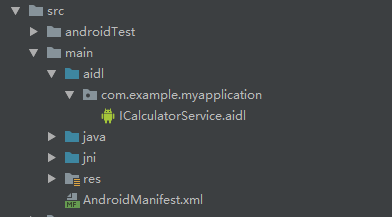 src
androidTest
main
aidl
com.example.myapplication
ICalculatorService.aidl
java
jni
res
AndroidManifest.xml